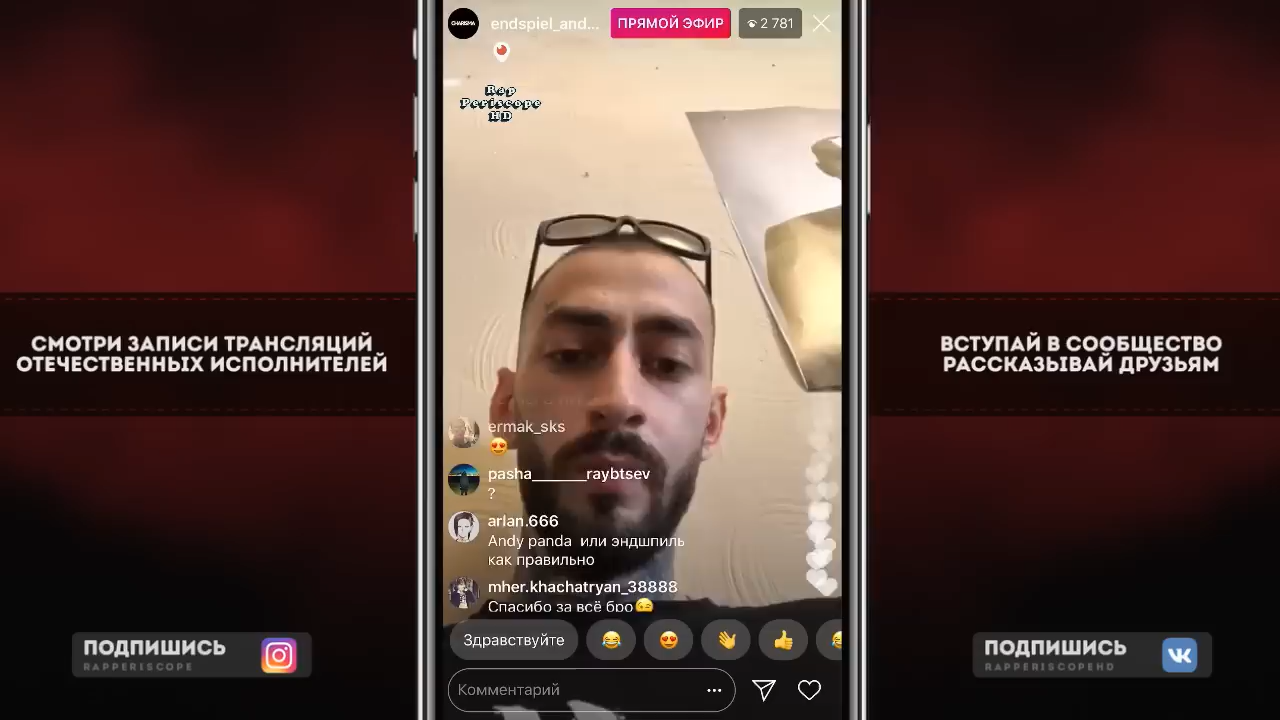 CHARISMA
endspiel_and...
ПРЯМОЙ ЭФИР
2 781
Rap
Periscope
HD
СМОТРИ ЗАПИСИ ТРАНСЛЯЦИЙ
ОТЕЧЕСТВЕННЫХ ИСПОЛНИТЕЛЕЙ
ВСТУПАЙ В СООБЩЕСТВО
РАССКАЗЫВАЙ ДРУЗЬЯМ
ermak_sks
😍
pasha_______raybtsev
?
arlan.666
Andy panda или эндшпиль
как правильно
mher.khachatryan_38888
Спасибо за всё бро😉
Здравствуйте
Комментарий
ПОДПИШИСЬ
RAPPERISCOPE
ПОДПИШИСЬ
RAPPERISCOPEHD